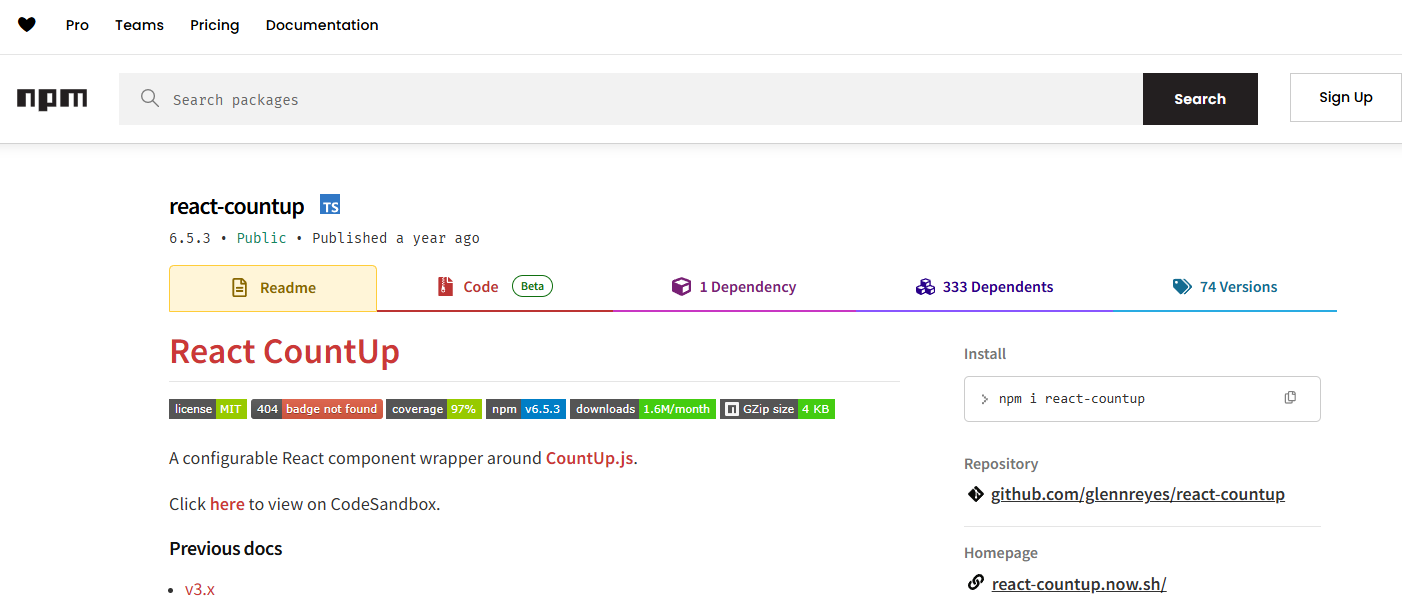 Pro Teams Pricing Documentation
npm Search packages Search Sign Up
react-countup TS
6.5.3 • Public • Published a year ago
Readme Code Beta 1 Dependency 333 Dependents 74 Versions
React CountUp
license MIT 404 badge not found coverage 97% npm v6.5.3 downloads 1.6M/month GZip size 4 KB
A configurable React component wrapper around CountUp.js.
Click here to view on CodeSandbox.
Previous docs
• v3.x
Install
> npm i react-countup
Repository
github.com/glennreyes/react-countup
Homepage
react-countup.now.sh/